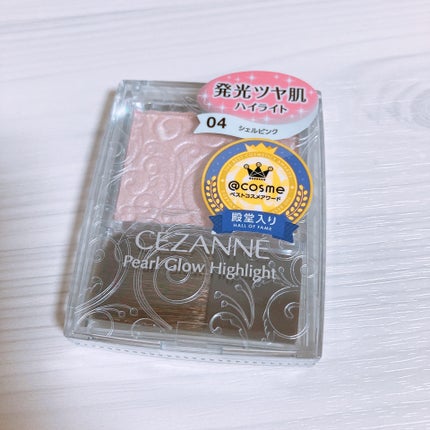 発光ツヤ肌
ハイライト
04
シェルピンク
@cosme
ベストコスメアワード
殿堂入り
HALL OF FAME
CEZANNE
Pearl Glow Highlight